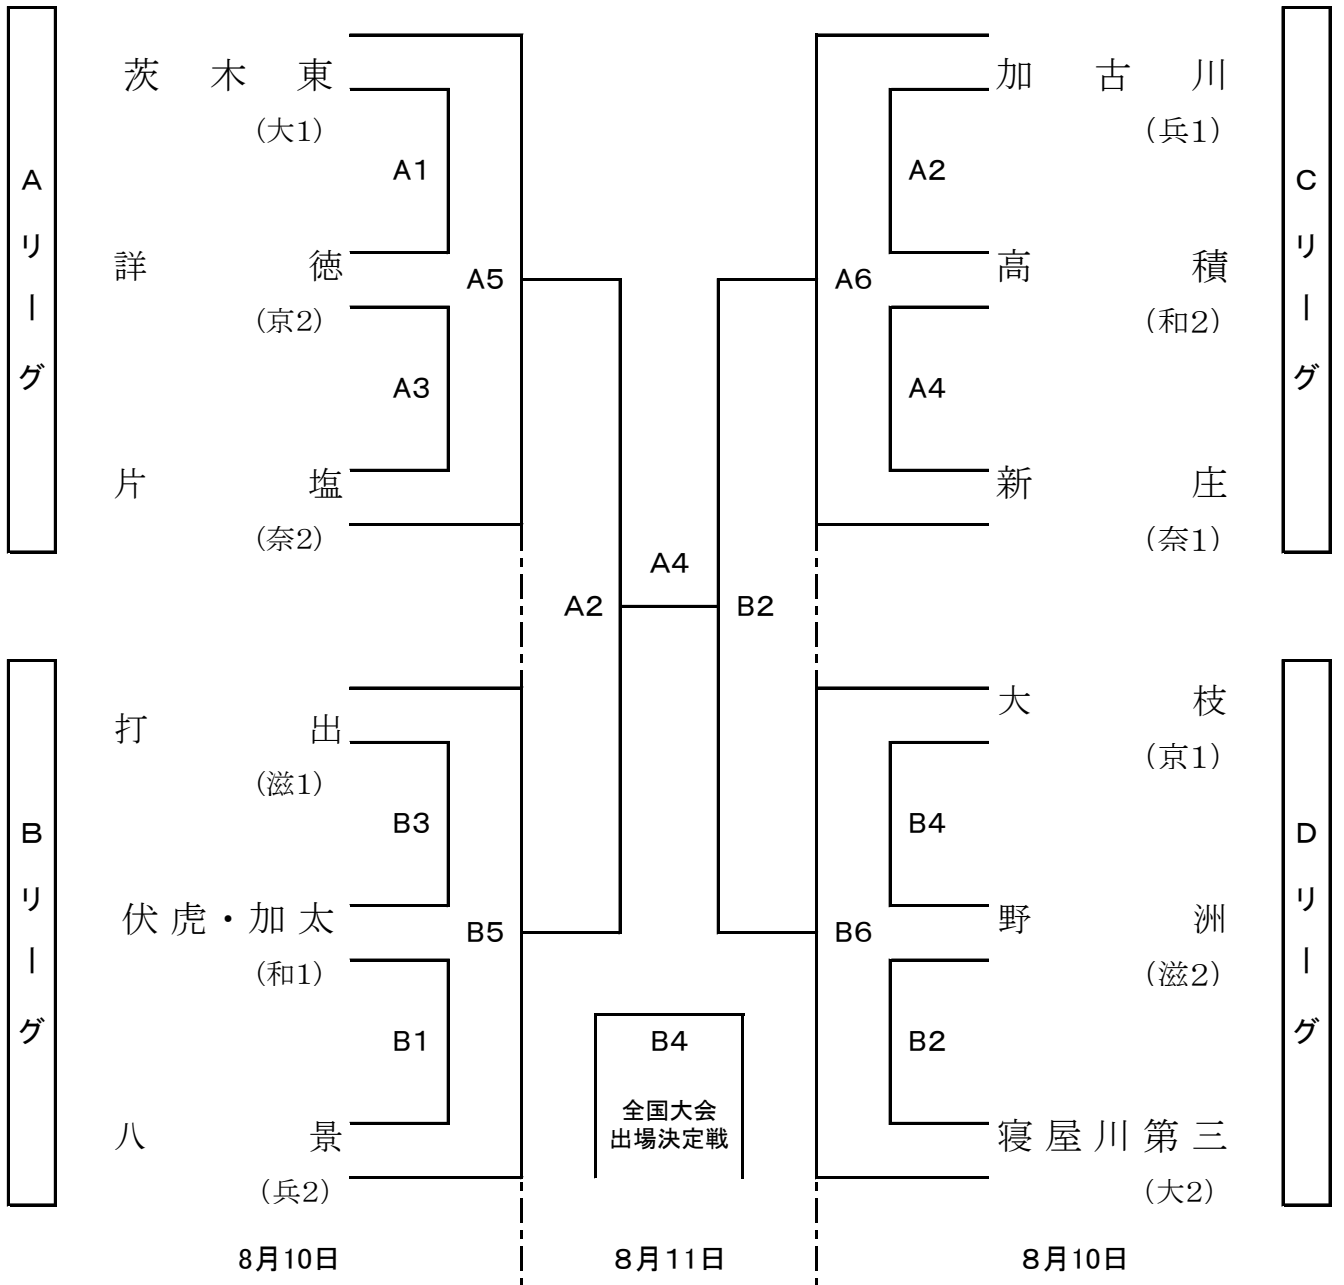 Aリーグ
茨木東
(大1)
A1
詳徳
(京2)
A5
A3
片塩
(奈2)
Bリーグ
打出
(滋1)
B3
伏虎・加太
(和1)
B5
B1
八景
(兵2)
8月10日
A2
A4
B2
B4
全国大会
出場決定戦
8月11日
Cリーグ
加古川
(兵1)
A2
高積
(和2)
A6
A4
新庄
(奈1)
Dリーグ
大枝
(京1)
B4
野洲
(滋2)
B6
B2
寝屋川第三
(大2)
8月10日